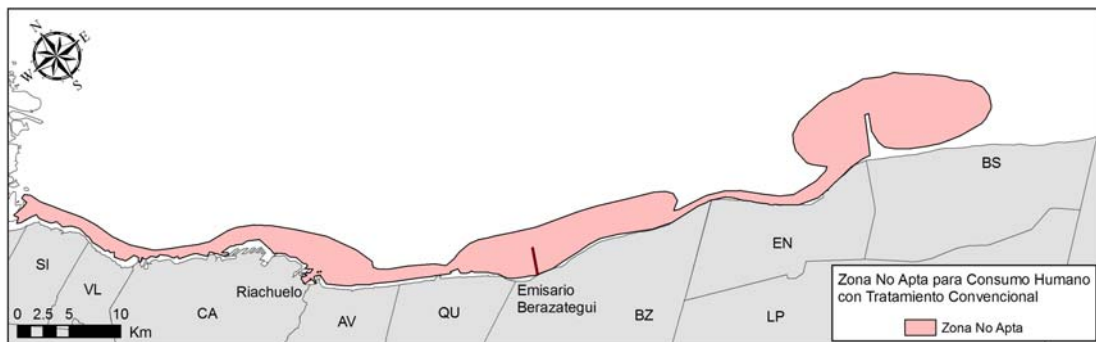 N
E
W
S
BS
SI
VL
CA
Riachuelo
AV
QU
Emisario
Berazategui
BZ
EN
LP
0 2.5 5 10
Km
Zona No Apta para Consumo Humano
con Tratamiento Convencional
Zona No Apta